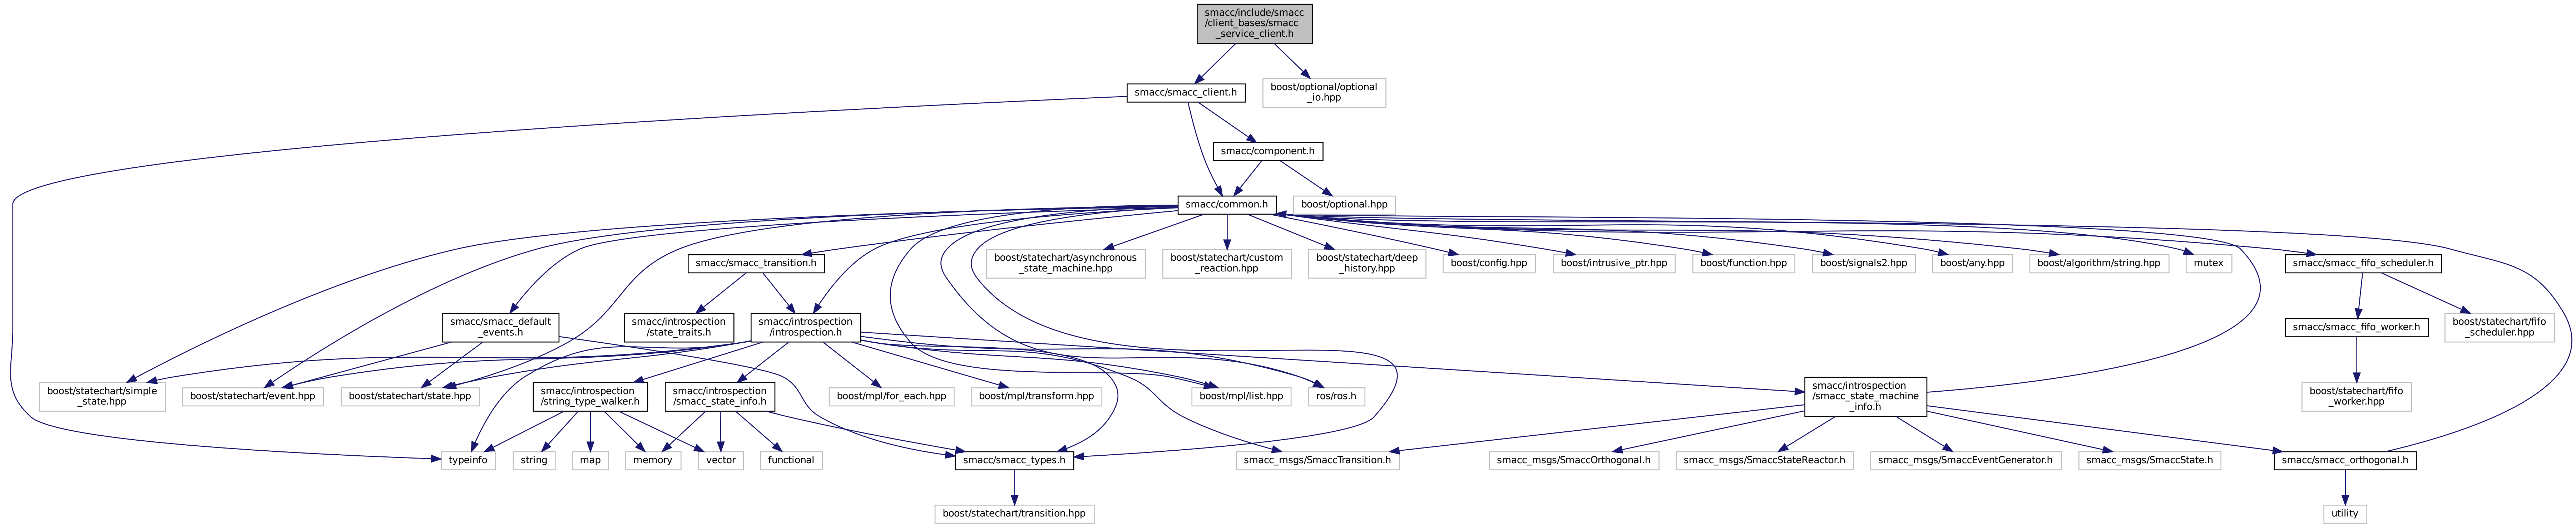 smacc/include/smacc
/client_bases/smacc
_service_client.h
smacc/smacc_client.h
boost/optional/optional
_io.hpp
smacc/component.h
smacc/common.h
boost/optional.hpp
smacc/smacc_transition.h
boost/statechart/asynchronous
_state_machine.hpp
boost/statechart/custom
_reaction.hpp
boost/statechart/deep
_history.hpp
boost/config.hpp
boost/intrusive_ptr.hpp
boost/function.hpp
boost/signals2.hpp
boost/any.hpp
boost/algorithm/string.hpp
mutex
smacc/smacc_fifo_scheduler.h
smacc/smacc_default
_events.h
smacc/introspection
/state_traits.h
smacc/introspection
/introspection.h
smacc/smacc_fifo_worker.h
boost/statechart/fifo
_scheduler.hpp
boost/statechart/simple
_state.hpp
boost/statechart/event.hpp
boost/statechart/state.hpp
smacc/introspection
/string_type_walker.h
smacc/introspection
/smacc_state_info.h
boost/mpl/for_each.hpp
boost/mpl/transform.hpp
boost/mpl/list.hpp
ros/ros.h
smacc/introspection
/smacc_state_machine
_info.h
boost/statechart/fifo
_worker.hpp
typeinfo
string
map
memory
vector
functional
smacc/smacc_types.h
smacc_msgs/SmaccTransition.h
smacc_msgs/SmaccOrthogonal.h
smacc_msgs/SmaccStateReactor.h
smacc_msgs/SmaccEventGenerator.h
smacc_msgs/SmaccState.h
smacc/smacc_orthogonal.h
boost/statechart/transition.hpp
utility